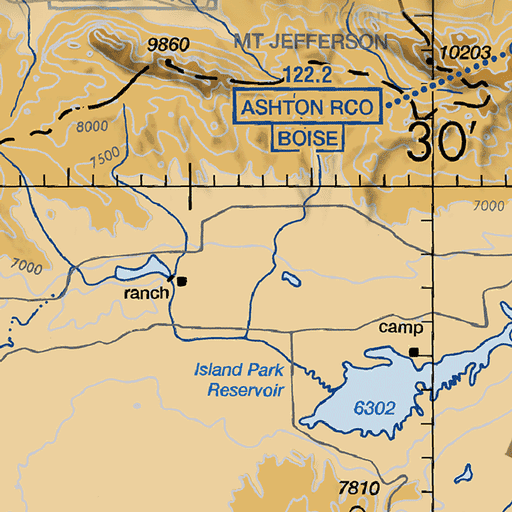 9860
MT JEFFERSON
10203
122.2
ASHTON RCO
BOISE
30′
8000
7500
7000
7000
ranch
camp
Island Park
Reservoir
6302
7810